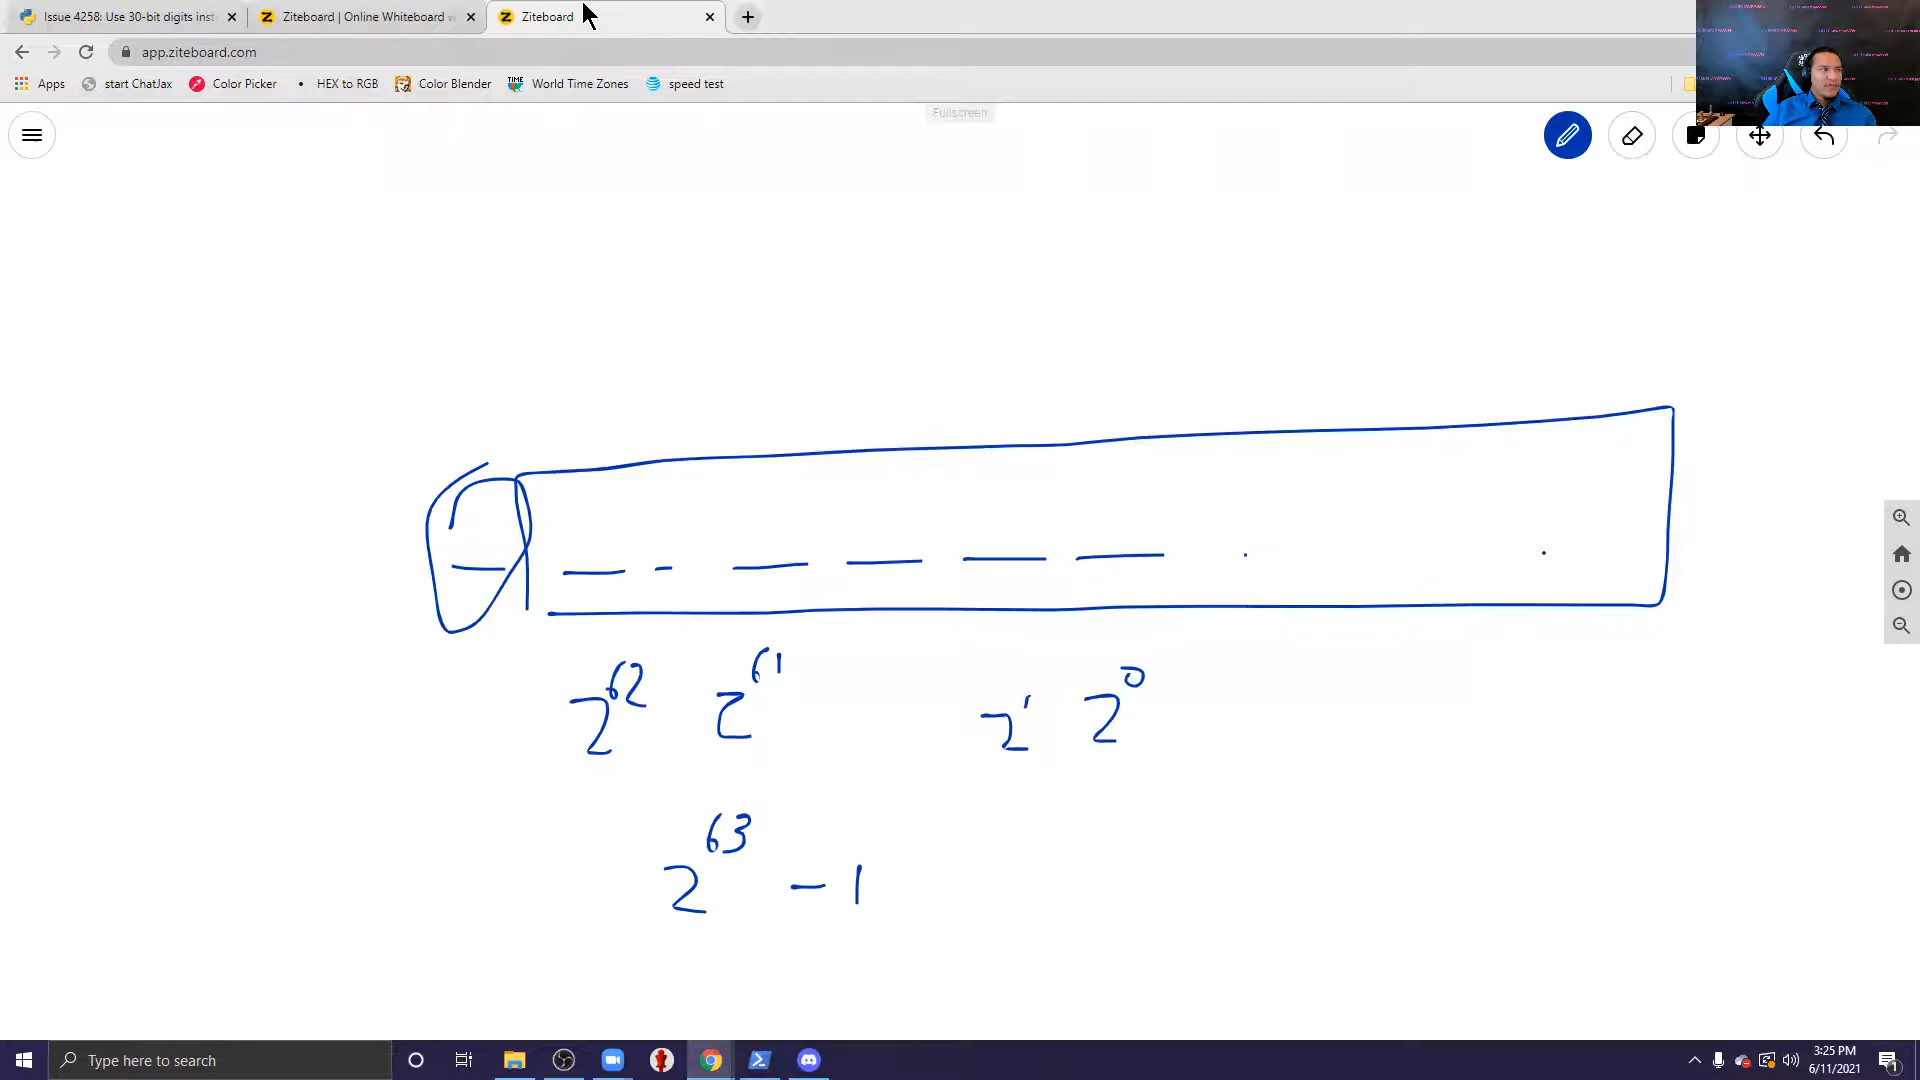 Issue 4258: Use 30-bit digits inst
Ziteboard | Online Whiteboard
Ziteboard
app.ziteboard.com
Apps
start ChatJax
Color Picker
HEX to RGB
Color Blender
TIME
World Time Zones
speed test
Fullscreen
2^62 2^61 2^1 2^0
2^63 - 1
Type here to search
3:25 PM
6/11/2021
1